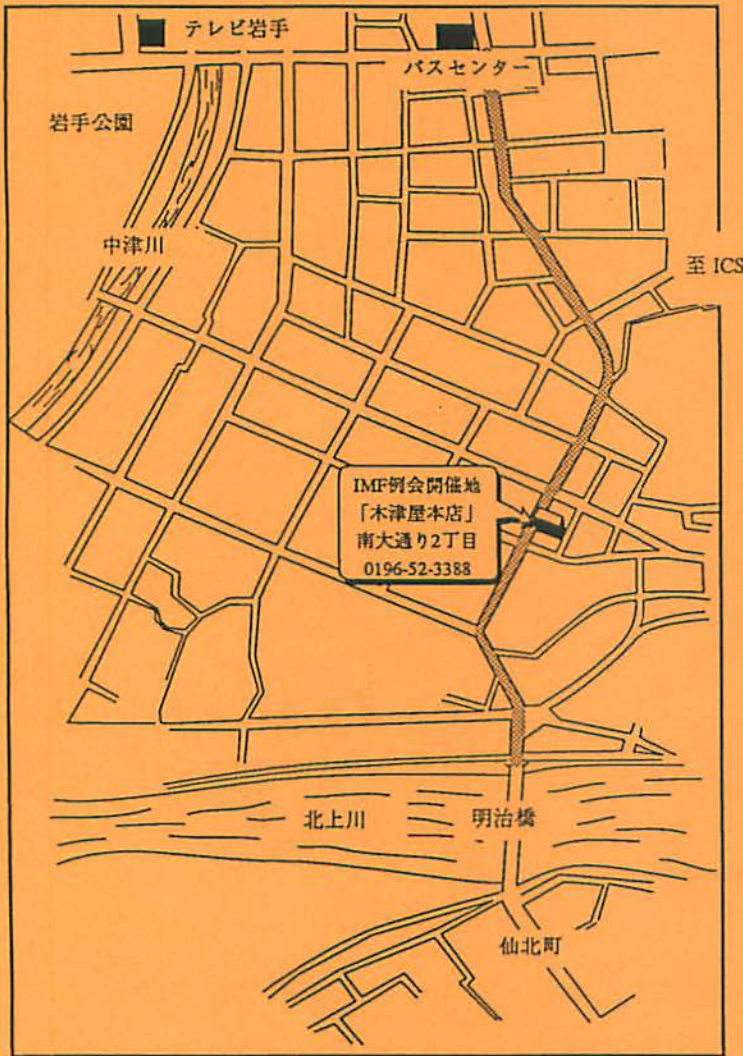 テレビ岩手
バスセンター
岩手公園
中津川
至 ICS
IMF例会開催地
「木津屋本店」
南大通り2丁目
0196-52-3388
北上川
明治橋
仙北町